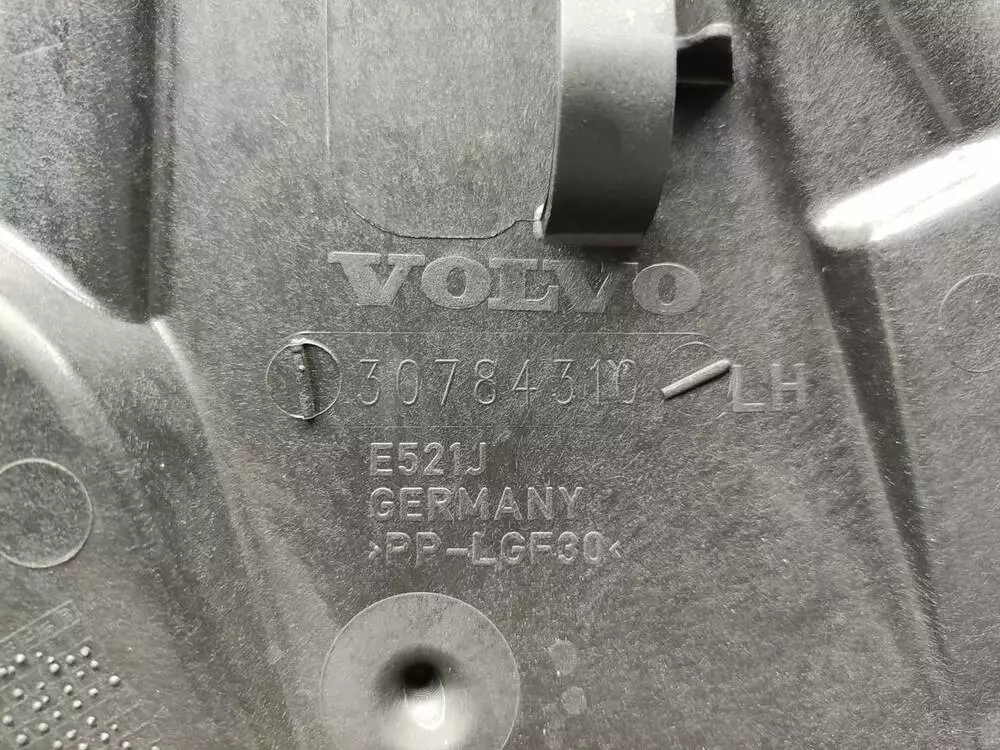 VOLVO
30784310 LH
E521J
GERMANY
>PP-LGF30<